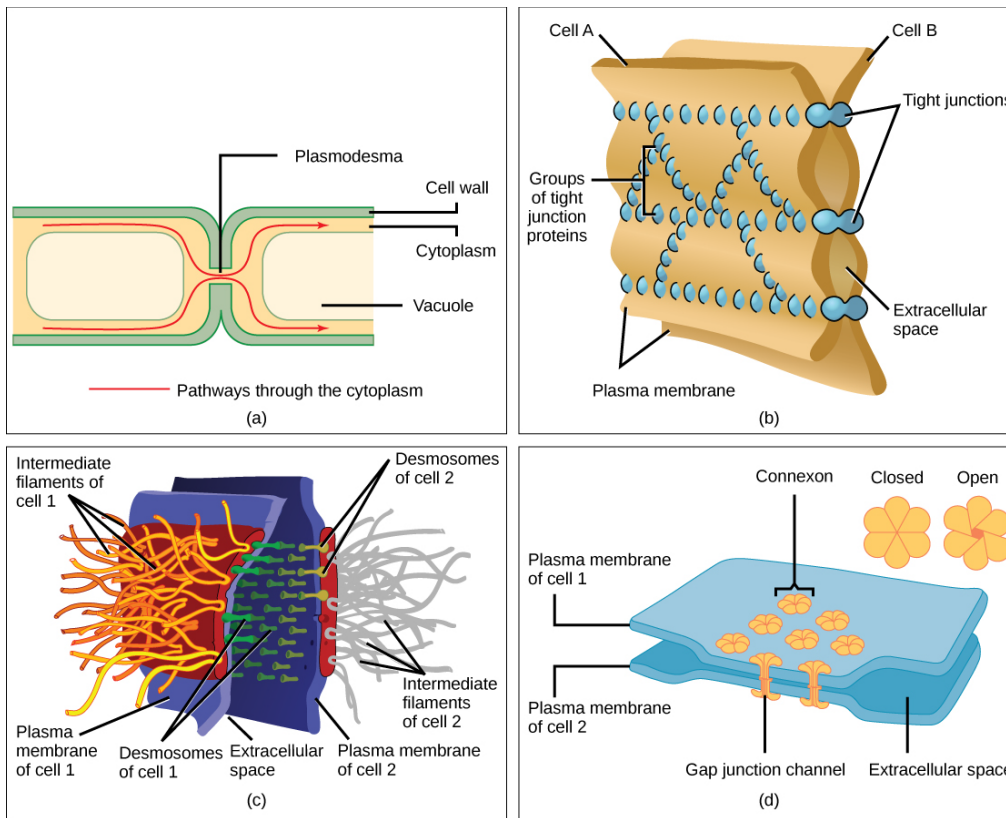 Plasmodesma
Cell wall
Cytoplasm
Vacuole
Pathways through the cytoplasm
(a)
Cell A
Cell B
Tight junctions
Groups
of tight
junction
proteins
Extracellular
space
Plasma membrane
(b)
Intermediate
filaments of
cell 1
Desmosomes
of cell 2
Plasma
membrane
of cell 1
Desmosomes
of cell 1
Extracellular
space
Plasma membrane
of cell 2
Intermediate
filaments
of cell 2
(c)
Connexon
Closed
Open
Plasma membrane
of cell 1
Plasma membrane
of cell 2
Gap junction channel
Extracellular space
(d)